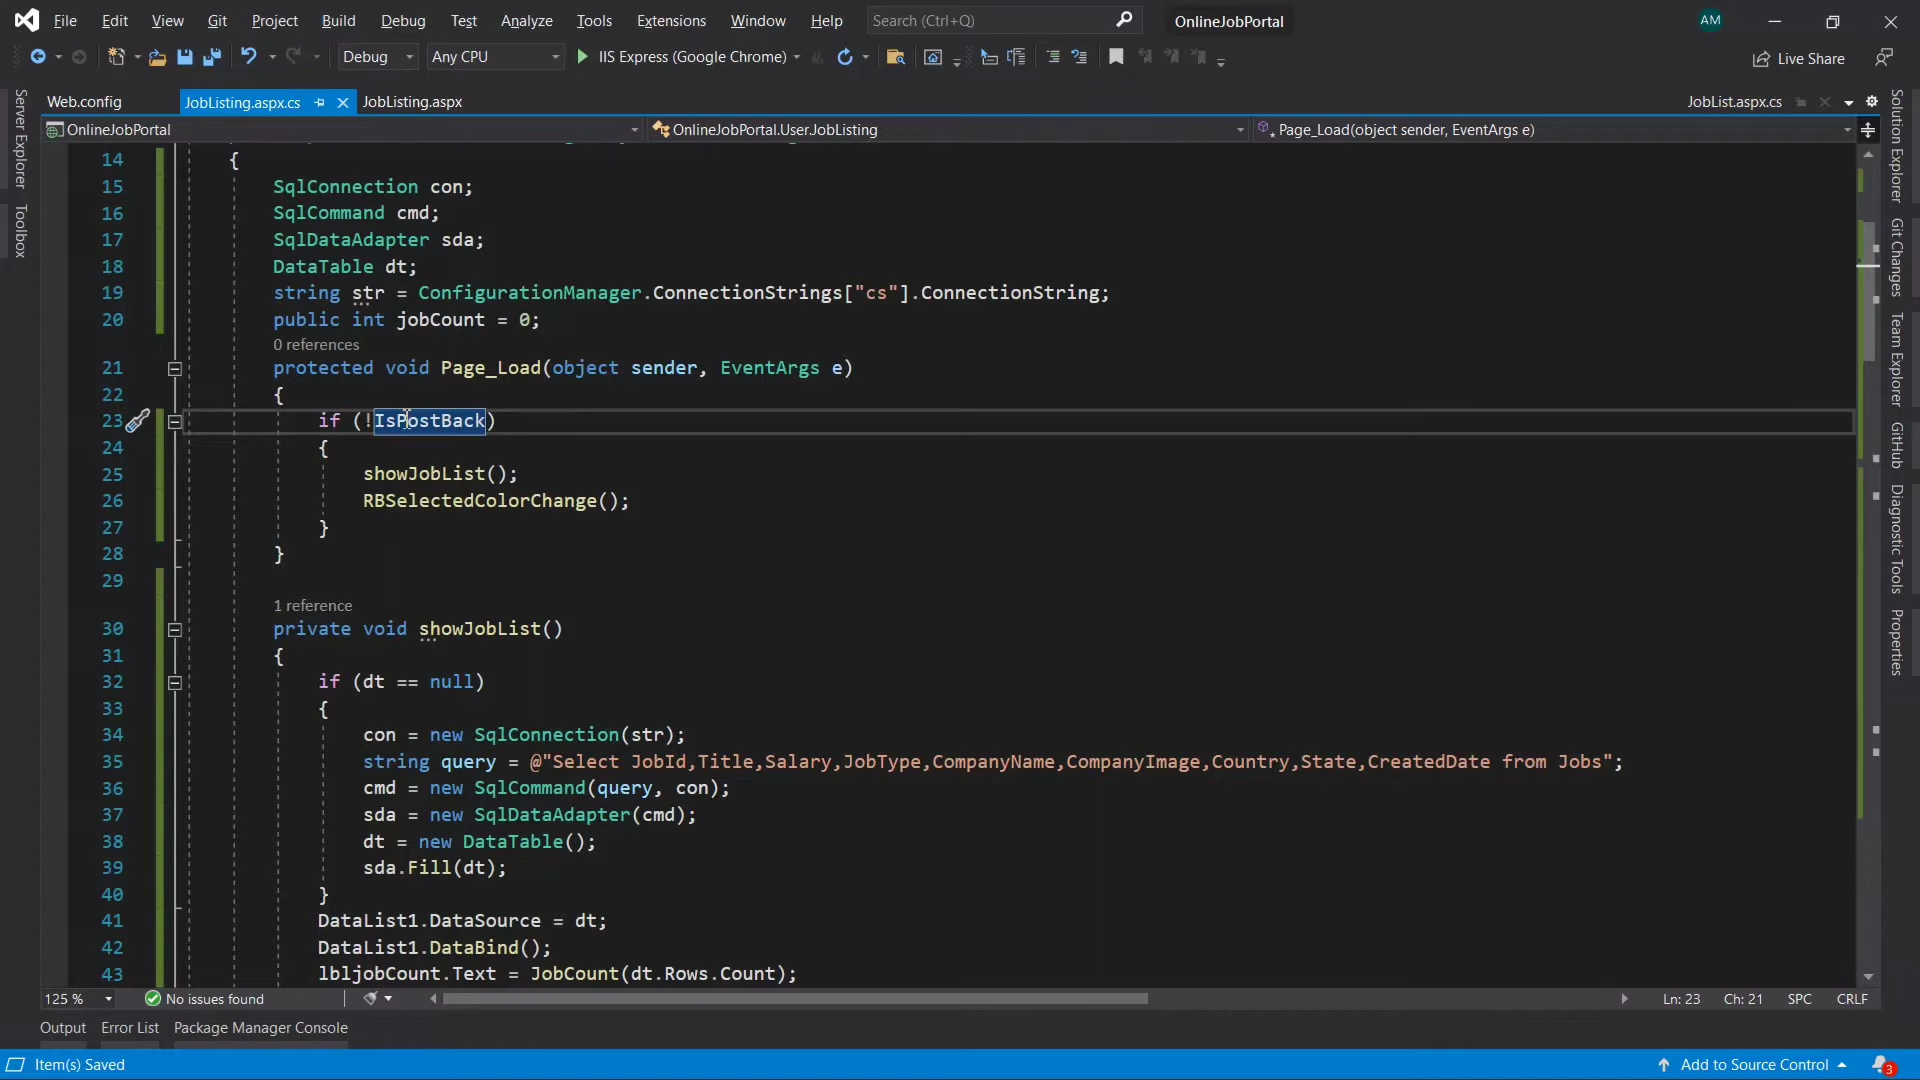 File Edit View Git Project Build Debug Test Analyze Tools Extensions Window Help Search (Ctrl+Q) OnlineJobPortal AM
Debug Any CPU IIS Express (Google Chrome) Live Share
Web.config JobListing.aspx.cs JobListing.aspx JobList.aspx.cs
OnlineJobPortal OnlineJobPortal.User.JobListing Page_Load(object sender, EventArgs e)
Server Explorer
Toolbox
14 {
15 SqlConnection con;
16 SqlCommand cmd;
17 SqlDataAdapter sda;
18 DataTable dt;
19 string str = ConfigurationManager.ConnectionStrings["cs"].ConnectionString;
20 public int jobCount = 0;
0 references
21 protected void Page_Load(object sender, EventArgs e)
22 {
23 if (!IsPostBack)
24 {
25 showJobList();
26 RBSelectedColorChange();
27 }
28 }
29
1 reference
30 private void showJobList()
31 {
32 if (dt == null)
33 {
34 con = new SqlConnection(str);
35 string query = @"Select JobId,Title,Salary,JobType,CompanyName,CompanyImage,Country,State,CreatedDate from Jobs";
36 cmd = new SqlCommand(query, con);
37 sda = new SqlDataAdapter(cmd);
38 dt = new DataTable();
39 sda.Fill(dt);
40 }
41 DataList1.DataSource = dt;
42 DataList1.DataBind();
43 lbljobCount.Text = JobCount(dt.Rows.Count);
Solution Explorer
Git Changes
Team Explorer
GitHub
Diagnostic Tools
Properties
125 % No issues found Ln: 23 Ch: 21 SPC CRLF
Output Error List Package Manager Console
Item(s) Saved Add to Source Control 3